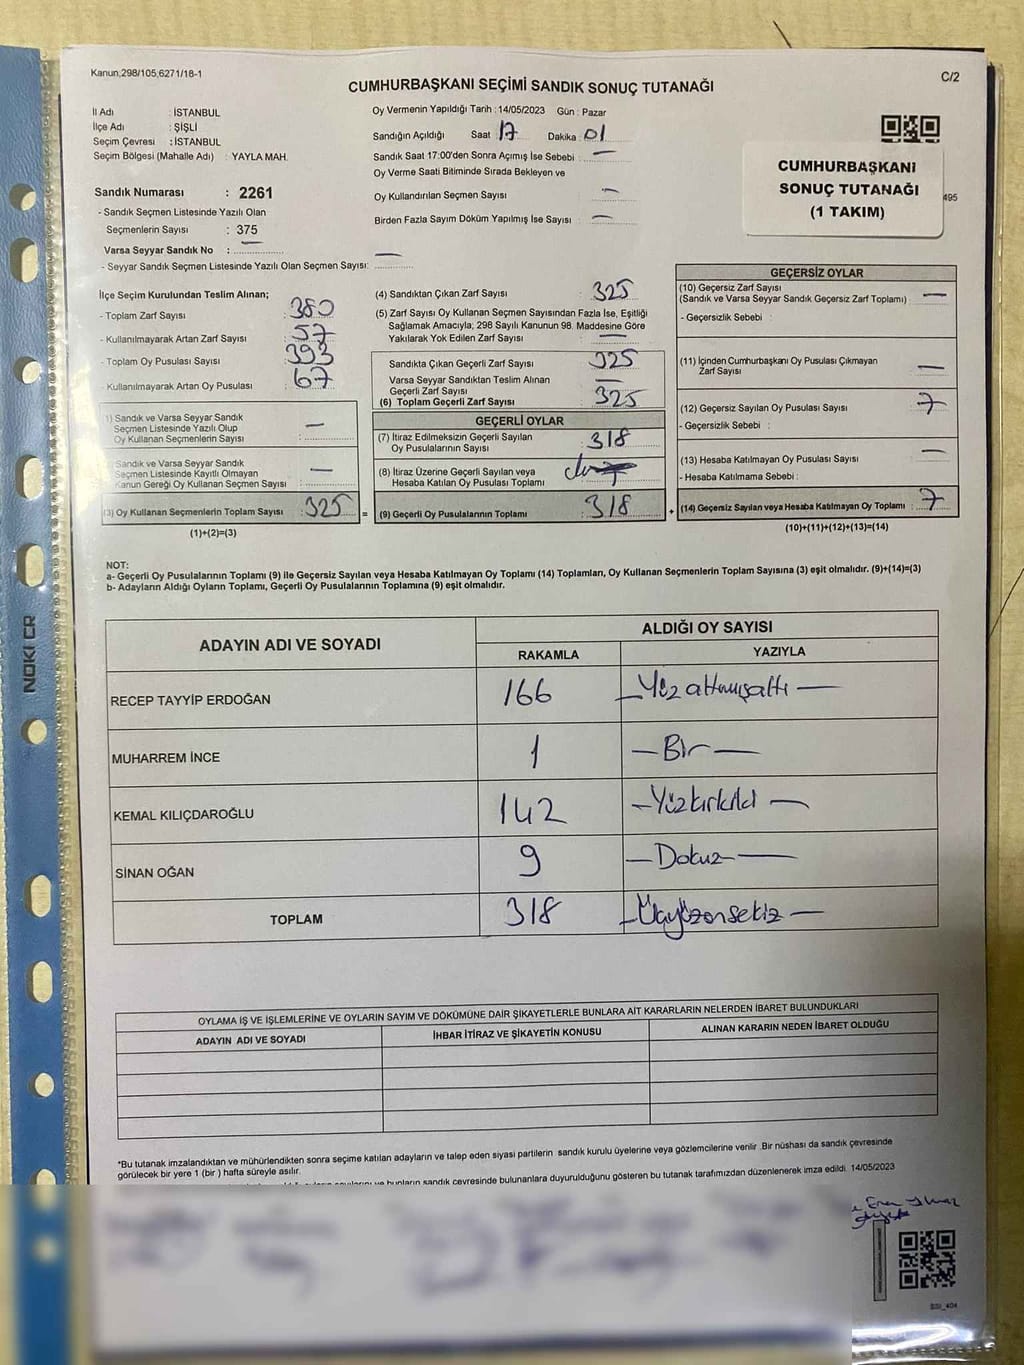 Kanun,298/105,6271/18-1
C/2
CUMHURBAŞKANI SEÇİMİ SANDIK SONUÇ TUTANAĞI
İl Adı : İSTANBUL
İlçe Adı : ŞİŞLİ
Seçim Çevresi : İSTANBUL
Seçim Bölgesi (Mahalle Adı) : YAYLA MAH.
Sandık Numarası : 2261
- Sandık Seçmen Listesinde Yazılı Olan
Seçmenlerin Sayısı : 375
Varsa Seyyar Sandık No : —
- Seyyar Sandık Seçmen Listesinde Yazılı Olan Seçmen Sayısı: —
Oy Vermenin Yapıldığı Tarih : 14/05/2023 Gün : Pazar
Sandığın Açıldığı Saat 17 Dakika 01
Sandık Saat 17:00'den Sonra Açımış İse Sebebi : —
Oy Verme Saati Bitiminde Sırada Bekleyen ve
Oy Kullandırılan Seçmen Sayısı : —
Birden Fazla Sayım Döküm Yapılmış İse Sayısı : —
CUMHURBAŞKANI
SONUÇ TUTANAĞI
(1 TAKIM)
495
İlçe Seçim Kurulundan Teslim Alınan;
- Toplam Zarf Sayısı : 380
- Kullanılmayarak Artan Zarf Sayısı : 57
- Toplam Oy Pusulası Sayısı : 393
- Kullanılmayarak Artan Oy Pusulası : 67
1) Sandık ve Varsa Seyyar Sandık
Seçmen Listesinde Yazılı Olup
Oy Kullanan Seçmenlerin Sayısı : —
Sandık ve Varsa Seyyar Sandık
Seçmen Listesinde Kayıtlı Olmayan
Kanun Gereği Oy Kullanan Seçmen Sayısı : —
(3) Oy Kullanan Seçmenlerin Toplam Sayısı : 325 =
(1)+(2)=(3)
(4) Sandıktan Çıkan Zarf Sayısı : 325
(5) Zarf Sayısı Oy Kullanan Seçmen Sayısından Fazla İse, Eşitliği
Sağlamak Amacıyla; 298 Sayılı Kanunun 98. Maddesine Göre
Yakılarak Yok Edilen Zarf Sayısı : —
Sandıkta Çıkan Geçerli Zarf Sayısı : 325
Varsa Seyyar Sandıktan Teslim Alınan
Geçerli Zarf Sayısı : —
(6) Toplam Geçerli Zarf Sayısı : 325
GEÇERLİ OYLAR
(7) İtiraz Edilmeksizin Geçerli Sayılan
Oy Pusulalarının Sayısı : 318
(8) İtiraz Üzerine Geçerli Sayılan veya
Hesaba Katılan Oy Pusulası Toplamı :
(9) Geçerli Oy Pusulalarının Toplamı : 318 +
GEÇERSİZ OYLAR
(10) Geçersiz Zarf Sayısı
(Sandık ve Varsa Seyyar Sandık Geçersiz Zarf Toplamı) : —
- Geçersizlik Sebebi :
(11) İçinden Cumhurbaşkanı Oy Pusulası Çıkmayan
Zarf Sayısı : —
(12) Geçersiz Sayılan Oy Pusulası Sayısı : 7
- Geçersizlik Sebebi :
(13) Hesaba Katılmayan Oy Pusulası Sayısı : —
- Hesaba Katılmama Sebebi :
(14) Geçersiz Sayılan veya Hesaba Katılmayan Oy Toplamı : 7
(10)+(11)+(12)+(13)=(14)
NOT:
a- Geçerli Oy Pusulalarının Toplamı (9) ile Geçersiz Sayılan veya Hesaba Katılmayan Oy Toplamı (14) Toplamları, Oy Kullanan Seçmenlerin Toplam Sayısına (3) eşit olmalıdır. (9)+(14)=(3)
b- Adayların Aldığı Oyların Toplamı, Geçerli Oy Pusulalarının Toplamına (9) eşit olmalıdır.
ADAYIN ADI VE SOYADI
ALDIĞI OY SAYISI
RAKAMLA YAZIYLA
RECEP TAYYİP ERDOĞAN 166 — Yüz altmışaltı —
MUHARREM İNCE 1 — Bir —
KEMAL KILIÇDAROĞLU 142 — Yüzkırkiki —
SİNAN OĞAN 9 — Dokuz —
TOPLAM 318 — Üçyüzonsekiz —
OYLAMA İŞ VE İŞLEMLERİNE VE OYLARIN SAYIM VE DÖKÜMÜNE DAİR ŞİKAYETLERLE BUNLARA AİT KARARLARIN NELERDEN İBARET BULUNDUKLARI
ADAYIN ADI VE SOYADI İHBAR İTİRAZ VE ŞİKAYETİN KONUSU ALINAN KARARIN NEDEN İBARET OLDUĞU
*Bu tutanak imzalandıktan ve mühürlendikten sonra seçime katılan adayların ve talep eden siyasi partilerin sandık kurulu üyelerine veya gözlemcilerine verilir .Bir nüshası da sandık çevresinde
görülecek bir yere 1 (bir ) hafta süreyle asılır.
ve bunların sandık çevresinde bulunanlara duyurulduğunu gösteren bu tutanak tarafımızdan düzenlenerek imza edildi. 14/05/2023
NOKI CR